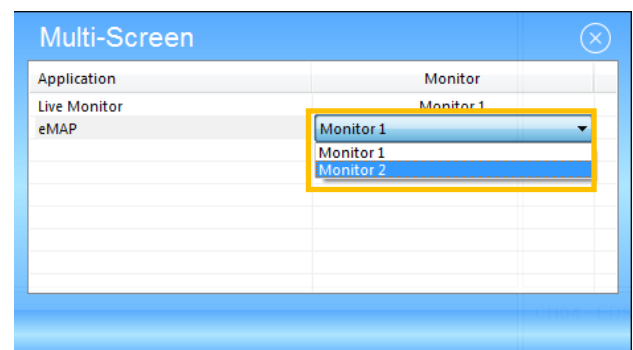 Multi-Screen
Application Monitor
Live Monitor Monitor 1
eMAP Monitor 1
Monitor 1
Monitor 2